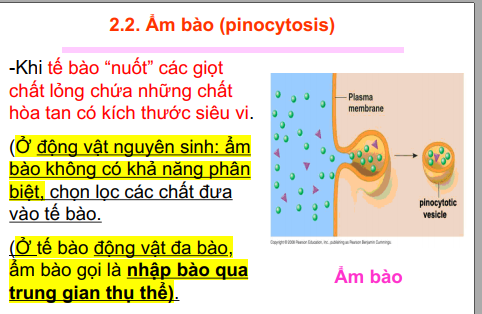 2.2. Ẩm bào (pinocytosis)
-Khi tế bào “nuốt” các giọt
chất lỏng chứa những chất
hòa tan có kích thước siêu vi.
(Ở động vật nguyên sinh: ẩm
bào không có khả năng phân
biệt, chọn lọc các chất đưa
vào tế bào.
(Ở tế bào động vật đa bào,
ẩm bào gọi là nhập bào qua
trung gian thụ thể).
Plasma
membrane
pinocytotic
vesicle
Copyright © 2008 Pearson Education, Inc., publishing as Pearson Benjamin Cummings.
Ẩm bào